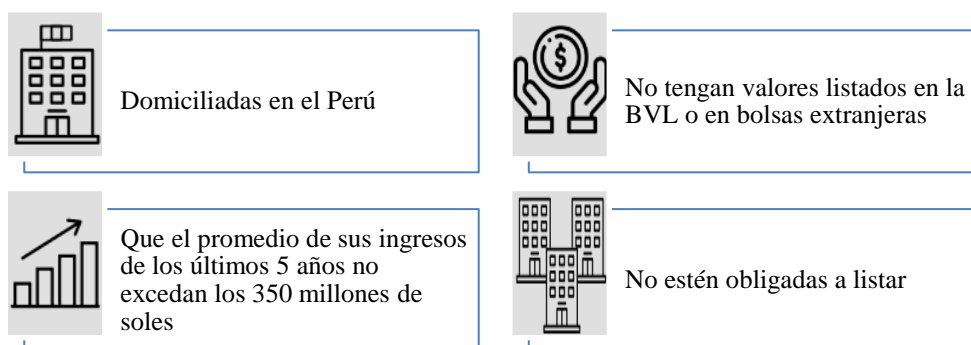 Domiciliadas en el Perú
No tengan valores listados en la
BVL o en bolsas extranjeras
Que el promedio de sus ingresos
de los últimos 5 años no
excedan los 350 millones de
soles
No estén obligadas a listar